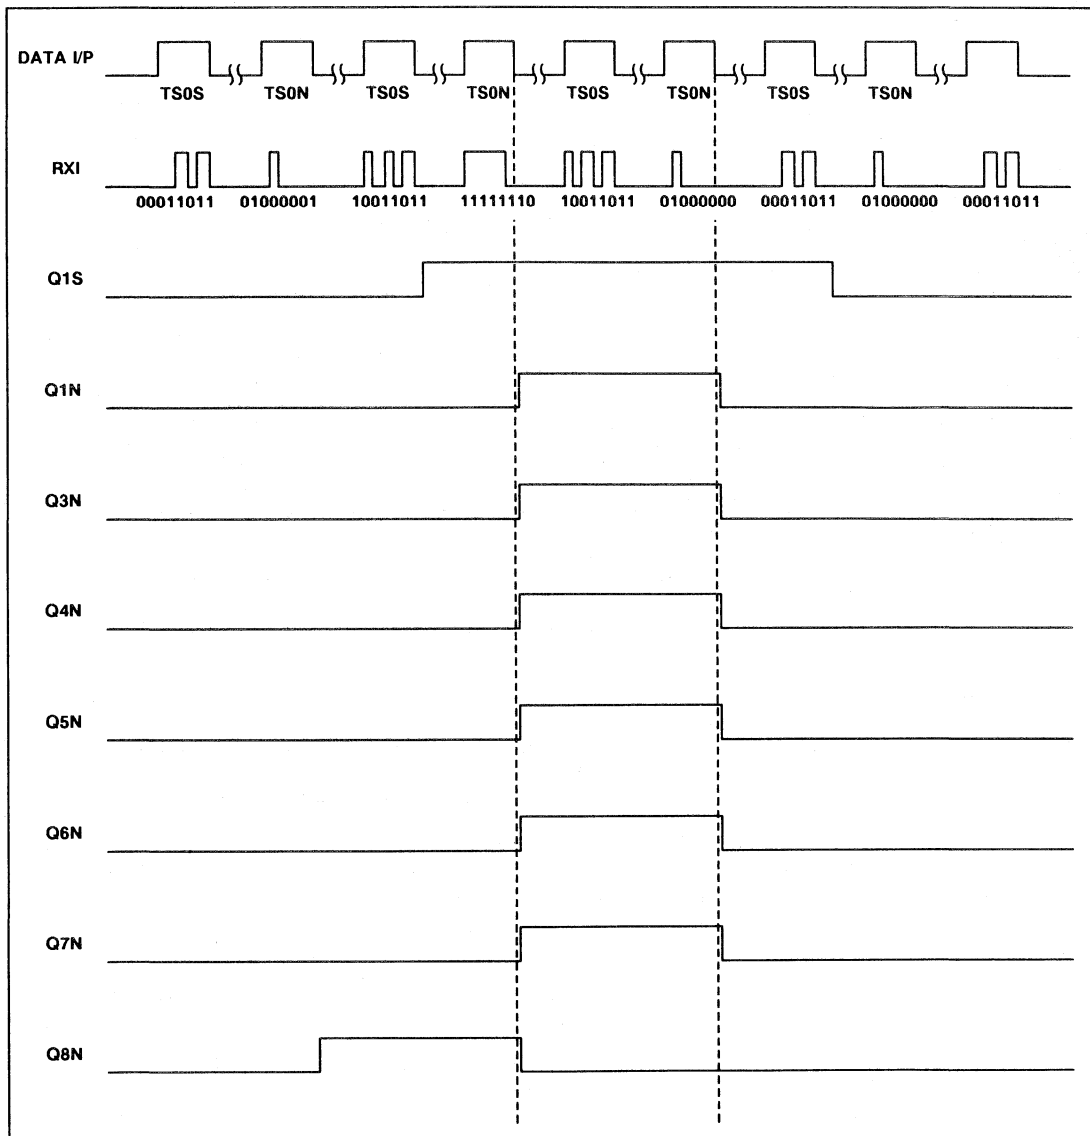 DATA I/P
TS0S TS0N TS0S TS0N TS0S TS0N TS0S TS0N
RXI
00011011 01000001 10011011 11111110 10011011 01000000 00011011 01000000 00011011
Q1S
Q1N
Q3N
Q4N
Q5N
Q6N
Q7N
Q8N